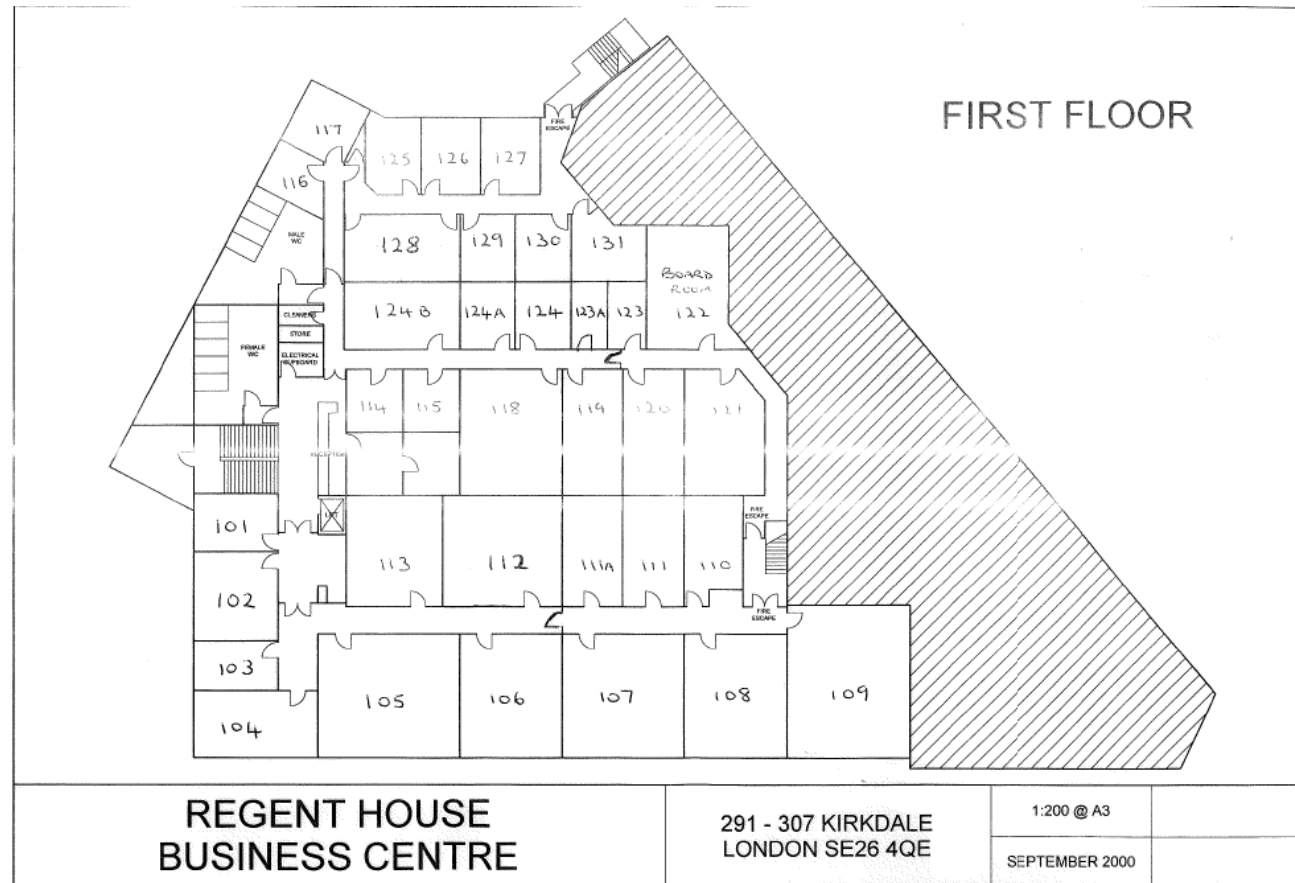 FIRST FLOOR
FIRE
ESCAPE
117
125
126
127
116
MALE
WC
128
129
130
131
BOARD
ROOM
122
124B
124A
124
123A
123
CLEANERS
STORE
ELECTRICAL
CUPBOARD
FEMALE
WC
114
115
118
119
120
121
RECEPTION
LIFT
FIRE
ESCAPE
101
113
112
111A
111
110
102
FIRE
ESCAPE
103
104
105
106
107
108
109
REGENT HOUSE
BUSINESS CENTRE
291 - 307 KIRKDALE
LONDON SE26 4QE
1:200 @ A3
SEPTEMBER 2000